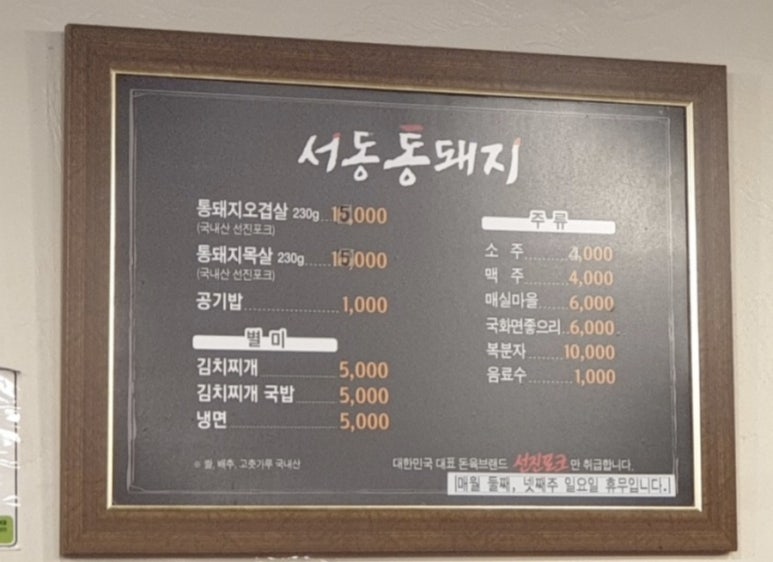 서동통돼지
통돼지오겹살 230g...15,000
(국내산 선진포크)
통돼지목살 230g...15,000
(국내산 선진포크)
공기밥 1,000
별미
김치찌개 5,000
김치찌개 국밥 5,000
냉면 5,000
주류
소 주 4,000
맥 주 4,000
매실마을 6,000
국화면좋으리 6,000
복분자 10,000
음료수 1,000
※ 쌀, 배추, 고춧가루 국내산
대한민국 대표 돈육브랜드 선진포크만 취급합니다.
매월 둘째, 넷째주 일요일 휴무입니다.